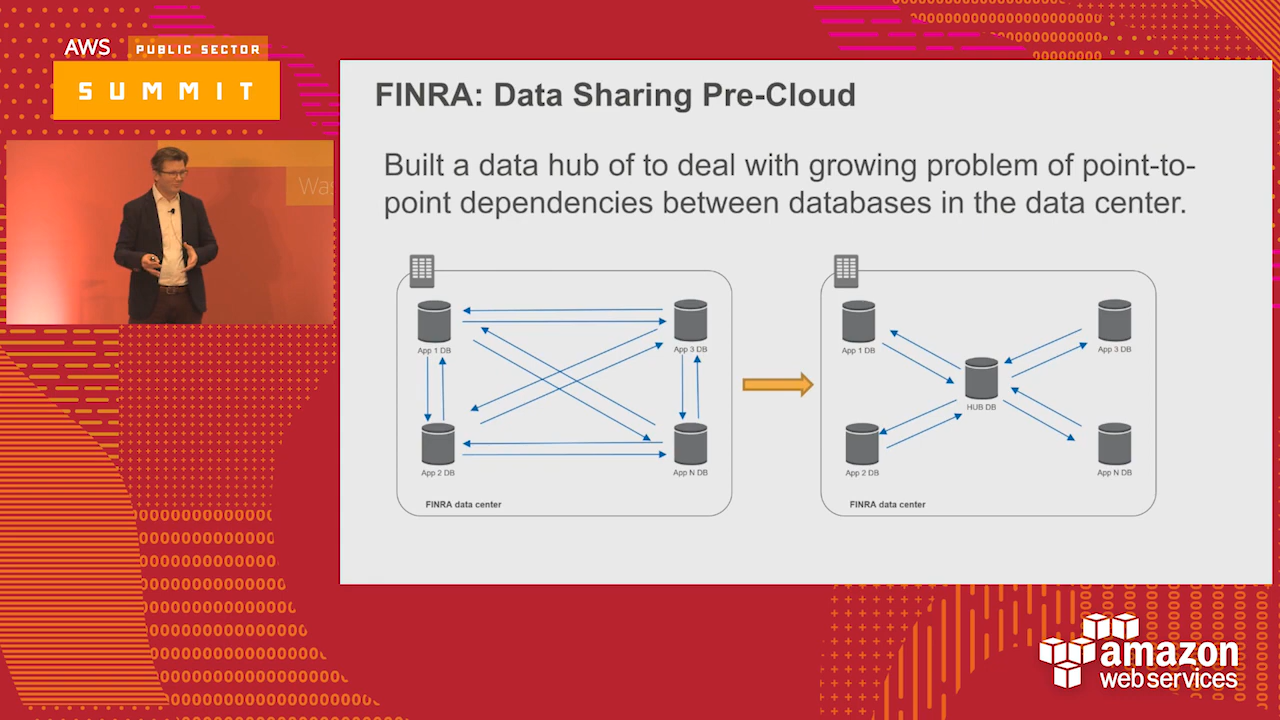 AWS PUBLIC SECTOR
SUMMIT
Was
FINRA: Data Sharing Pre-Cloud
Built a data hub of to deal with growing problem of point-to-
point dependencies between databases in the data center.
App 1 DB
App 3 DB
App 2 DB
App N DB
FINRA data center
App 1 DB
App 3 DB
HUB DB
App 2 DB
App N DB
FINRA data center
amazon
web services